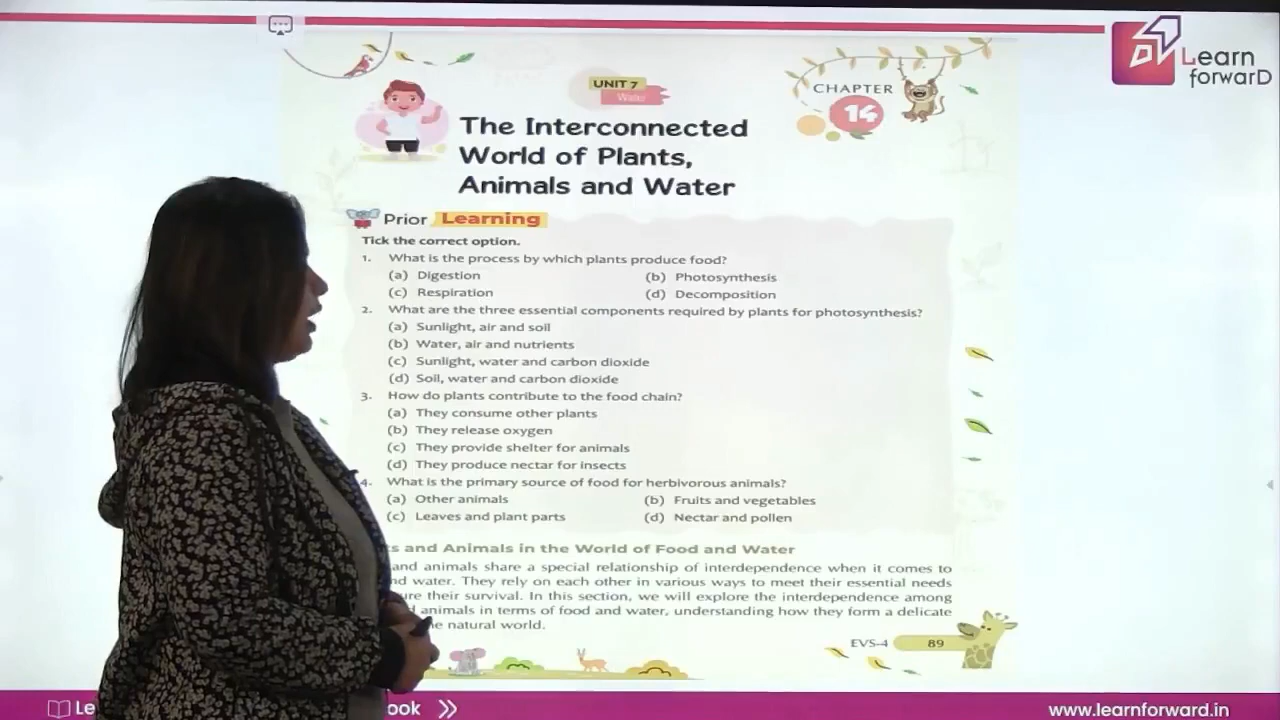 Learn
forwarD
UNIT 7
Water
CHAPTER
14
The Interconnected
World of Plants,
Animals and Water
Prior Learning
Tick the correct option.
1. What is the process by which plants produce food?
(a) Digestion (b) Photosynthesis
(c) Respiration (d) Decomposition
2. What are the three essential components required by plants for photosynthesis?
(a) Sunlight, air and soil
(b) Water, air and nutrients
(c) Sunlight, water and carbon dioxide
(d) Soil, water and carbon dioxide
3. How do plants contribute to the food chain?
(a) They consume other plants
(b) They release oxygen
(c) They provide shelter for animals
(d) They produce nectar for insects
4. What is the primary source of food for herbivorous animals?
(a) Other animals (b) Fruits and vegetables
(c) Leaves and plant parts (d) Nectar and pollen
and Animals in the World of Food and Water
and animals share a special relationship of interdependence when it comes to
water. They rely on each other in various ways to meet their essential needs
their survival. In this section, we will explore the interdependence among
animals in terms of food and water, understanding how they form a delicate
natural world.
EVS-4 89
www.learnforward.in